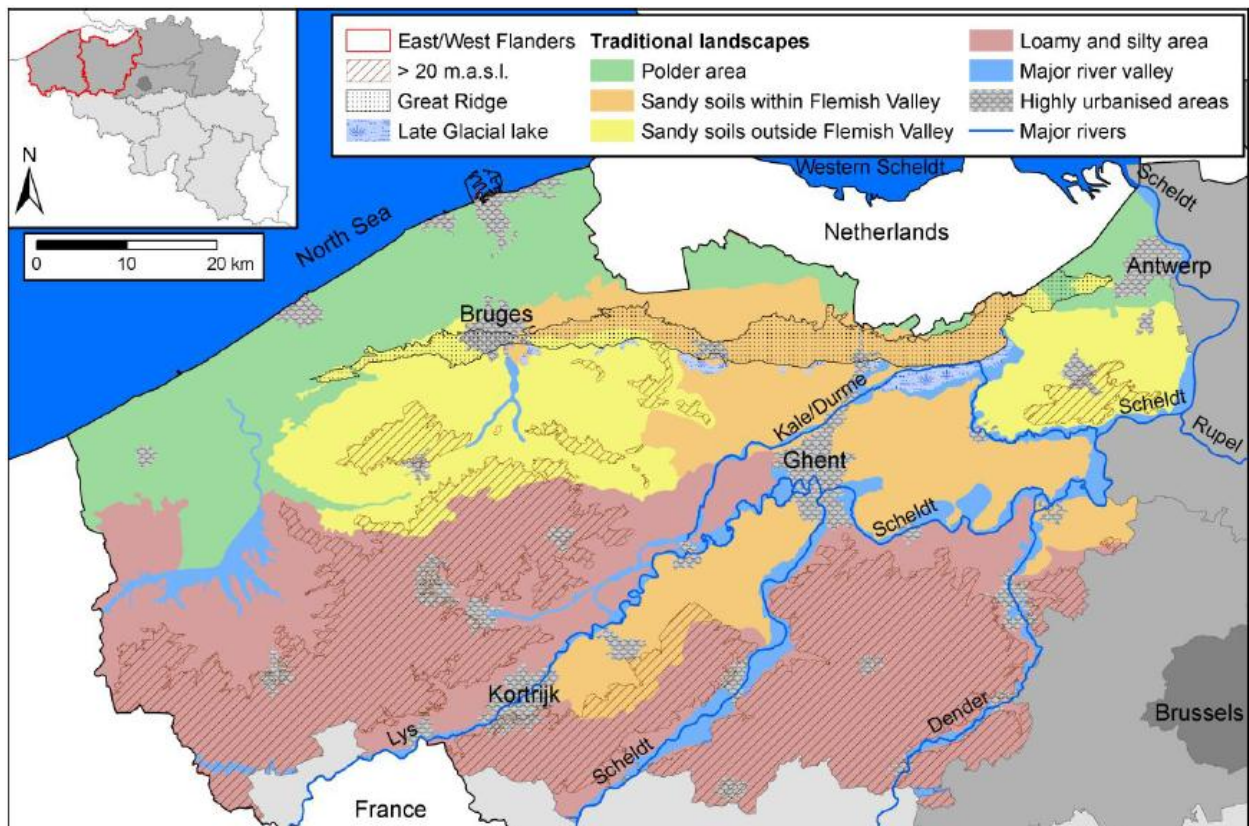 East/West Flanders
> 20 m.a.s.l.
Great Ridge
Late Glacial lake
Traditional landscapes
Polder area
Sandy soils within Flemish Valley
Sandy soils outside Flemish Valley
Loamy and silty area
Major river valley
Highly urbanised areas
Major rivers
N
0 10 20 km
North Sea
Western Scheldt
Scheldt
Netherlands
Antwerp
Bruges
Kale/Durme
Scheldt
Rupel
Ghent
Scheldt
Kortrijk
Lys
Scheldt
Dender
Brussels
France